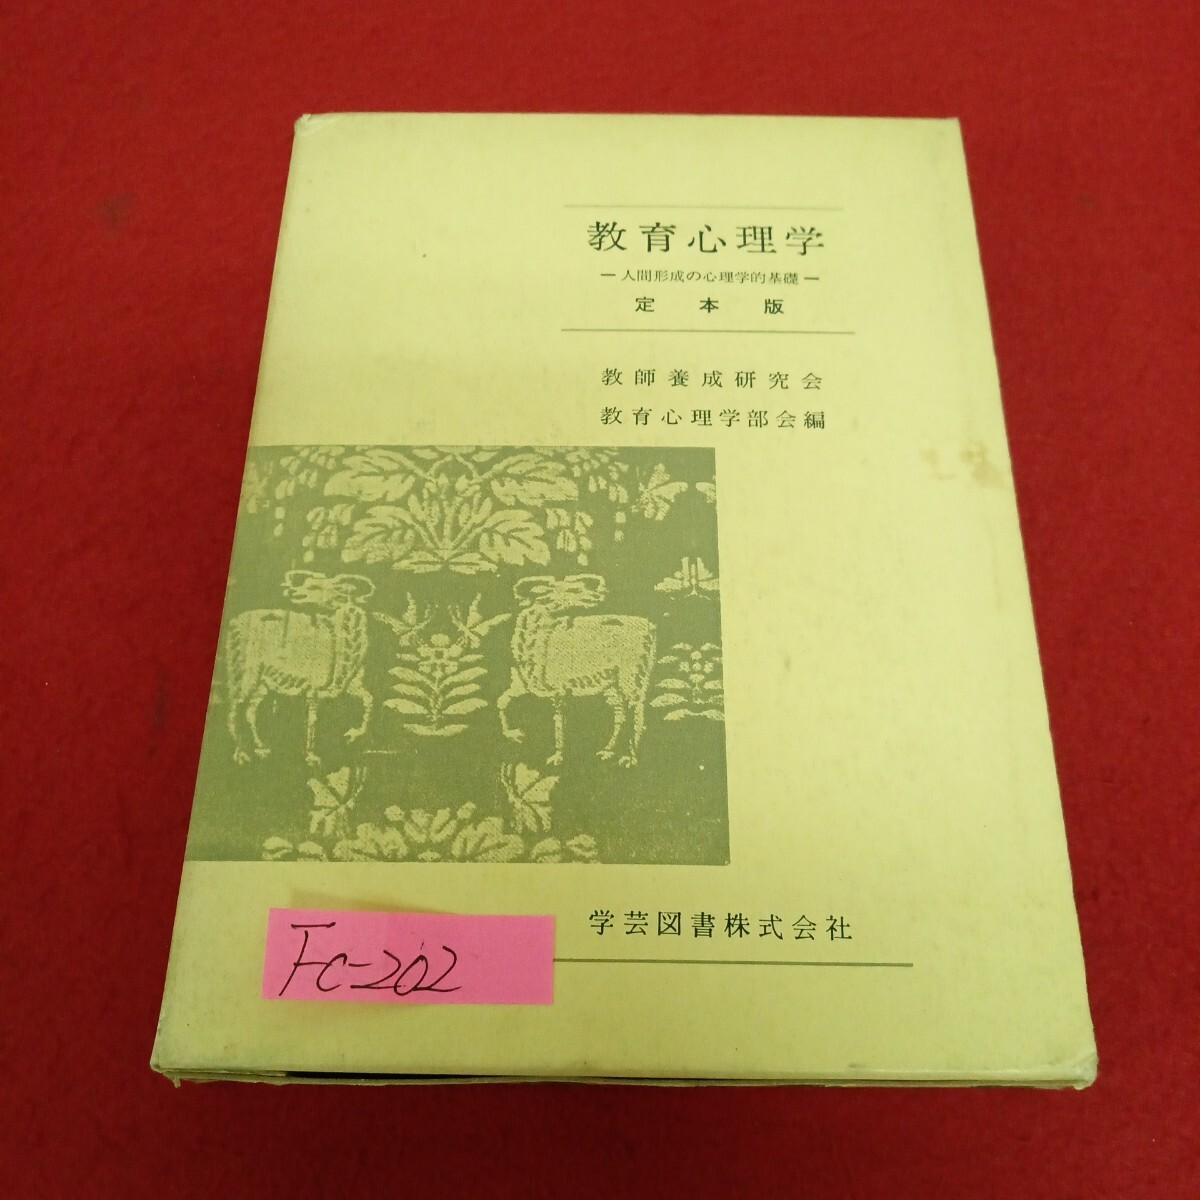 教育心理学
―人間形成の心理学的基礎―
定本版
教師養成研究会
教育心理学部会編
学芸図書株式会社
Fc-202